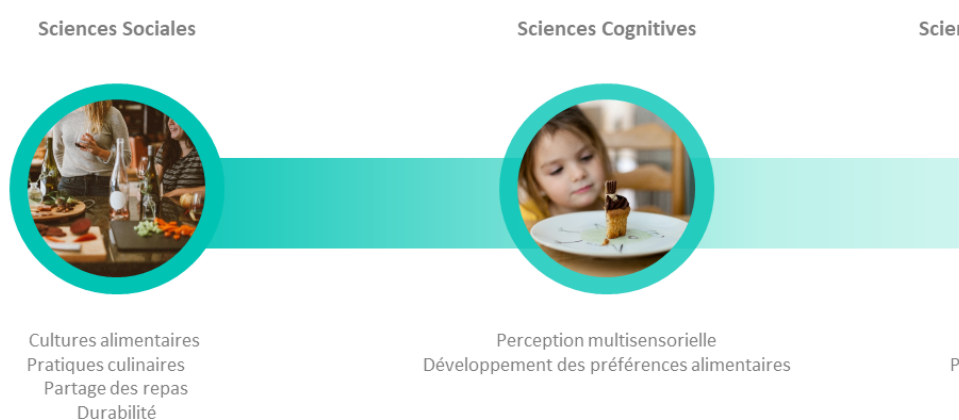 Sciences Sociales
Sciences Cognitives
Cultures alimentaires
Pratiques culinaires
Partage des repas
Durabilité
Perception multisensorielle
Développement des préférences alimentaires